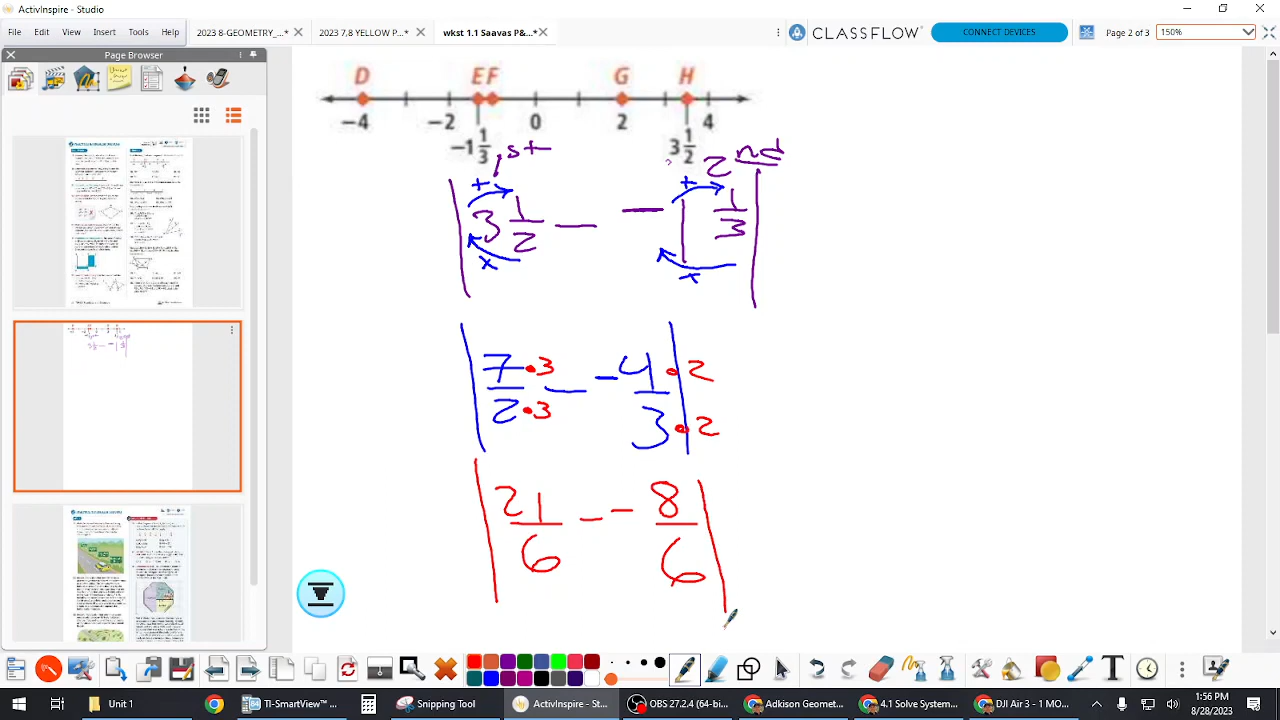 ActivInspire - Studio
File Edit View Insert Tools Help
2023 8-GEOMETRY_...*
2023 7,8 YELLOW P...*
wkst 1.1 Saavas P&...*
CLASSFLOW
CONNECT DEVICES
Page 2 of 3
150%
Page Browser
D E F G H
−4 −2 0 2 4
−1 1/3 3 1/2
1st 2nd
+ +
| 3 1/2 − −1 1/3 |
x x
| 7·3/2·3 − −4·2/3·2 |
| 21/6 − −8/6 |
T
Unit 1
TI-SmartView ™...
Snipping Tool
ActivInspire - St...
OBS 27.2.4 (64-bi...
Addison Geomet...
4.1 Solve System...
DJI Air 3 - 1 MO...
1:56 PM
8/28/2023